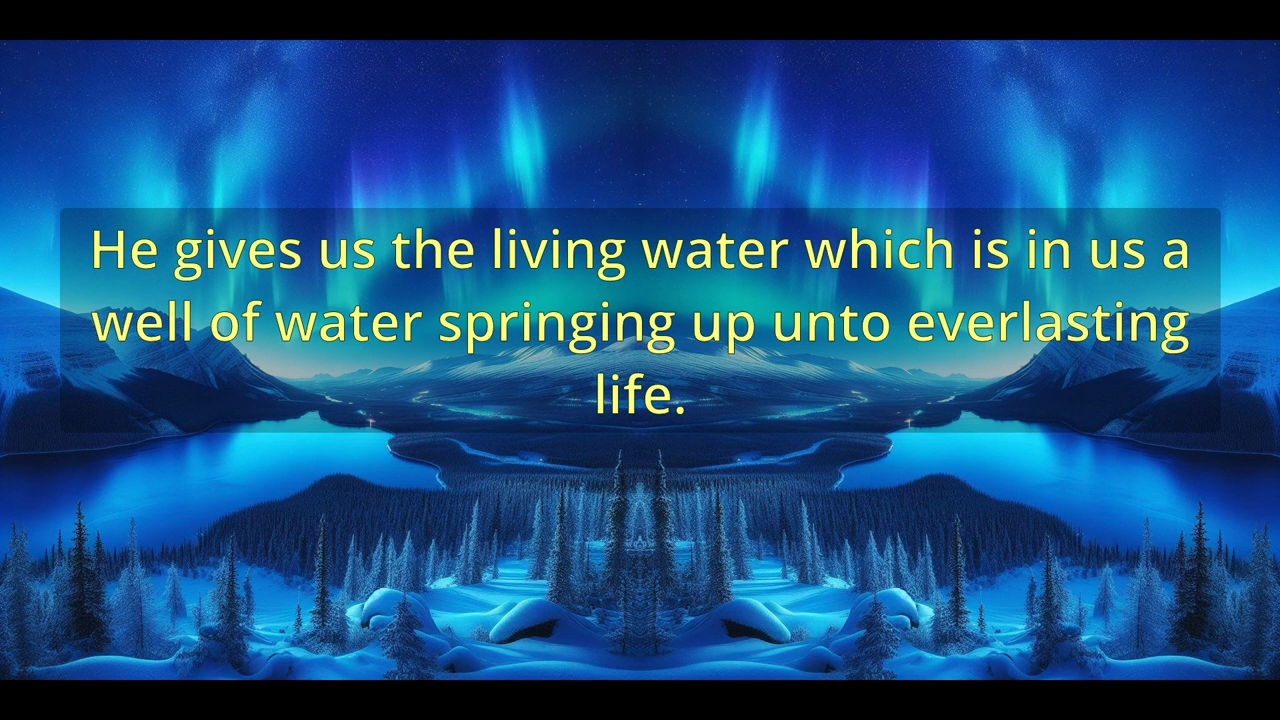 He gives us the living water which is in us a
well of water springing up unto everlasting
life.